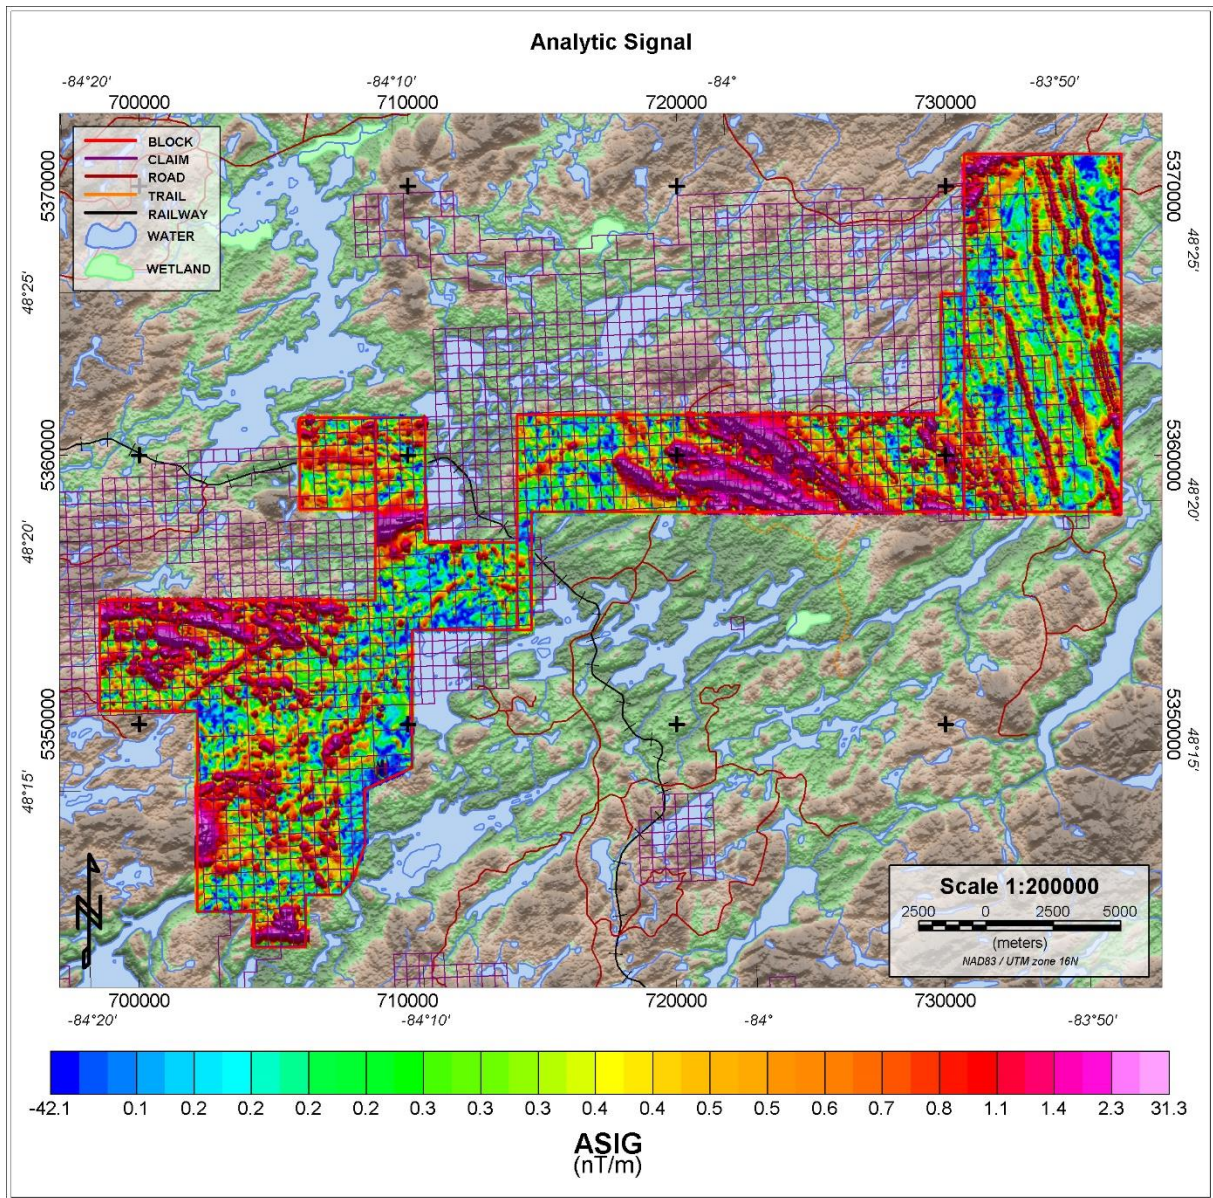 Analytic Signal
-84°20' -84°10' -84° -83°50'
700000 710000 720000 730000
BLOCK
CLAIM
ROAD
TRAIL
RAILWAY
WATER
WETLAND
5370000
48°25'
5360000
48°20'
5350000
48°15'
5370000
48°25'
5360000
48°20'
5350000
48°15'
N
Scale 1:200000
2500 0 2500 5000
(meters)
NAD83 / UTM zone 16N
700000 710000 720000 730000
-84°20' -84°10' -84° -83°50'
-42.1 0.1 0.2 0.2 0.2 0.2 0.3 0.3 0.3 0.4 0.4 0.5 0.5 0.6 0.7 0.8 1.1 1.4 2.3 31.3
ASIG
(nT/m)